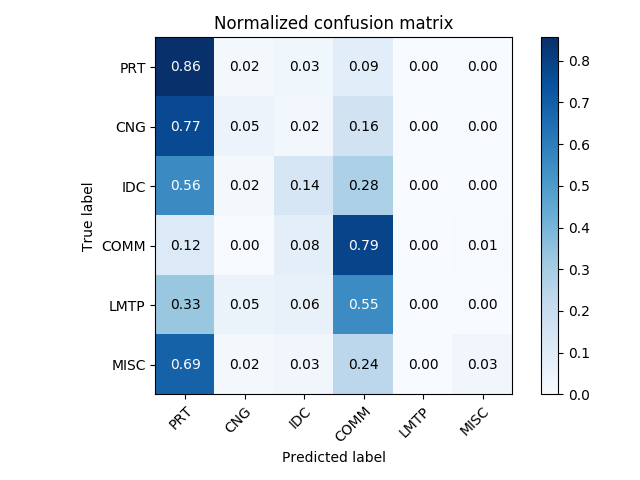 Normalized confusion matrix
True label
PRT 0.86 0.02 0.03 0.09 0.00 0.00
CNG 0.77 0.05 0.02 0.16 0.00 0.00
IDC 0.56 0.02 0.14 0.28 0.00 0.00
COMM 0.12 0.00 0.08 0.79 0.00 0.01
LMTP 0.33 0.05 0.06 0.55 0.00 0.00
MISC 0.69 0.02 0.03 0.24 0.00 0.03
PRT CNG IDC COMM LMTP MISC
Predicted label
0.8
0.7
0.6
0.5
0.4
0.3
0.2
0.1
0.0